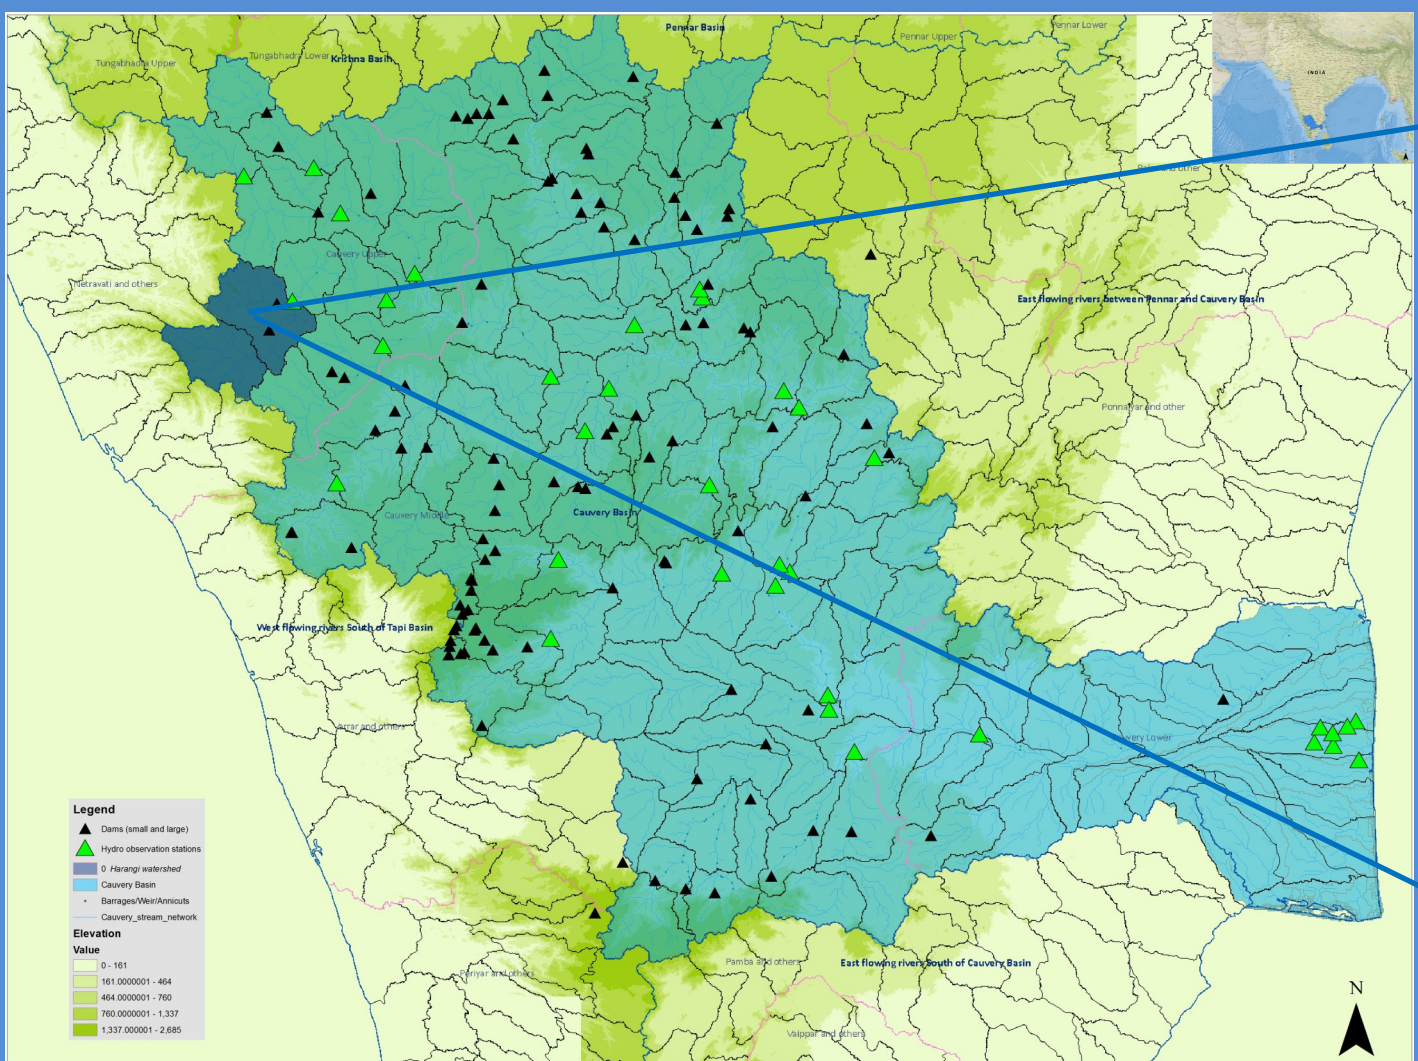 Pennar Basin
Pennar Lower
Pennar Upper
Tungabhadra Lower
Krishna Basin
Tungabhadra Upper
INDIA
and other
Cauvery Upper
Netravati and others
East flowing rivers between Pennar and Cauvery Basin
Ponnaiyar and other
Cauvery Middle
Cauvery Basin
West flowing rivers South of Tapi Basin
and others
Lower
Legend
Dams (small and large)
Hydro observation stations
0 Harangi watershed
Cauvery Basin
Barrages/Weir/Annicuts
Cauvery_stream_network
Elevation
Value
0 - 161
161.0000001 - 464
464.0000001 - 760
760.0000001 - 1,337
1,337.000001 - 2,685
Periyar and others
Pamba and others
East flowing rivers South of Cauvery Basin
Vaippar and others
N